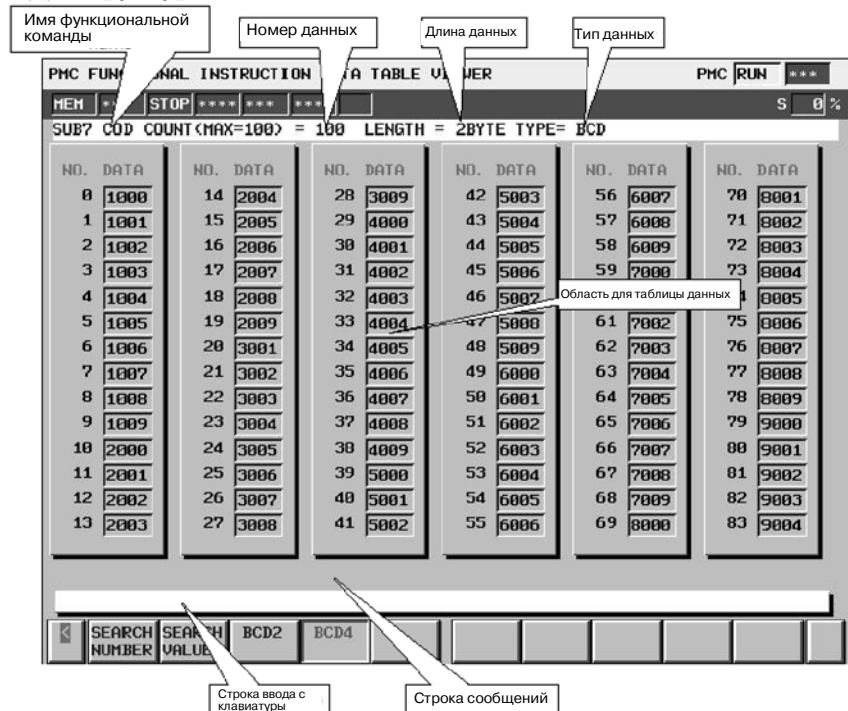 Имя функциональной команды
Номер данных
Длина данных
Тип данных
PMC FUNCTIONAL INSTRUCTION DATA TABLE VIEWER PMC RUN ***
MEM **** STOP **** *** *** S 0 %
SUB7 COD COUNT(MAX=100) = 100 LENGTH = 2BYTE TYPE= BCD
NO. DATA NO. DATA NO. DATA NO. DATA NO. DATA NO. DATA
0 1000 14 2004 28 3009 42 5003 56 6007 70 8001
1 1001 15 2005 29 4000 43 5004 57 6008 71 8002
2 1002 16 2006 30 4001 44 5005 58 6009 72 8003
3 1003 17 2007 31 4002 45 5006 59 7000 73 8004
4 1004 18 2008 32 4003 46 5007 Область для таблицы данных 4 8005
5 1005 19 2009 33 4004 47 5008 61 7002 75 8006
6 1006 20 3001 34 4005 48 5009 62 7003 76 8007
7 1007 21 3002 35 4006 49 6000 63 7004 77 8008
8 1008 22 3003 36 4007 50 6001 64 7005 78 8009
9 1009 23 3004 37 4008 51 6002 65 7006 79 9000
10 2000 24 3005 38 4009 52 6003 66 7007 80 9001
11 2001 25 3006 39 5000 53 6004 67 7008 81 9002
12 2002 26 3007 40 5001 54 6005 68 7009 82 9003
13 2003 27 3008 41 5002 55 6006 69 8000 83 9004
< SEARCH NUMBER SEARCH VALUE BCD2 BCD4
Строка ввода с клавиатуры
Строка сообщений